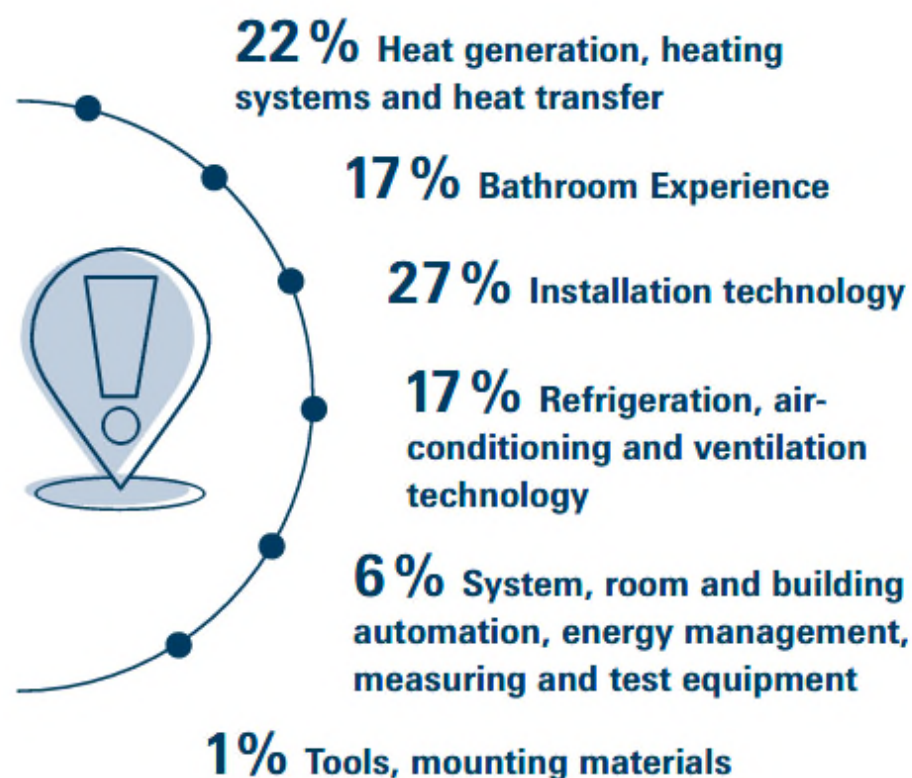 22 % Heat generation, heating
systems and heat transfer
17 % Bathroom Experience
27 % Installation technology
17 % Refrigeration, air-
conditioning and ventilation
technology
6 % System, room and building
automation, energy management,
measuring and test equipment
1 % Tools, mounting materials